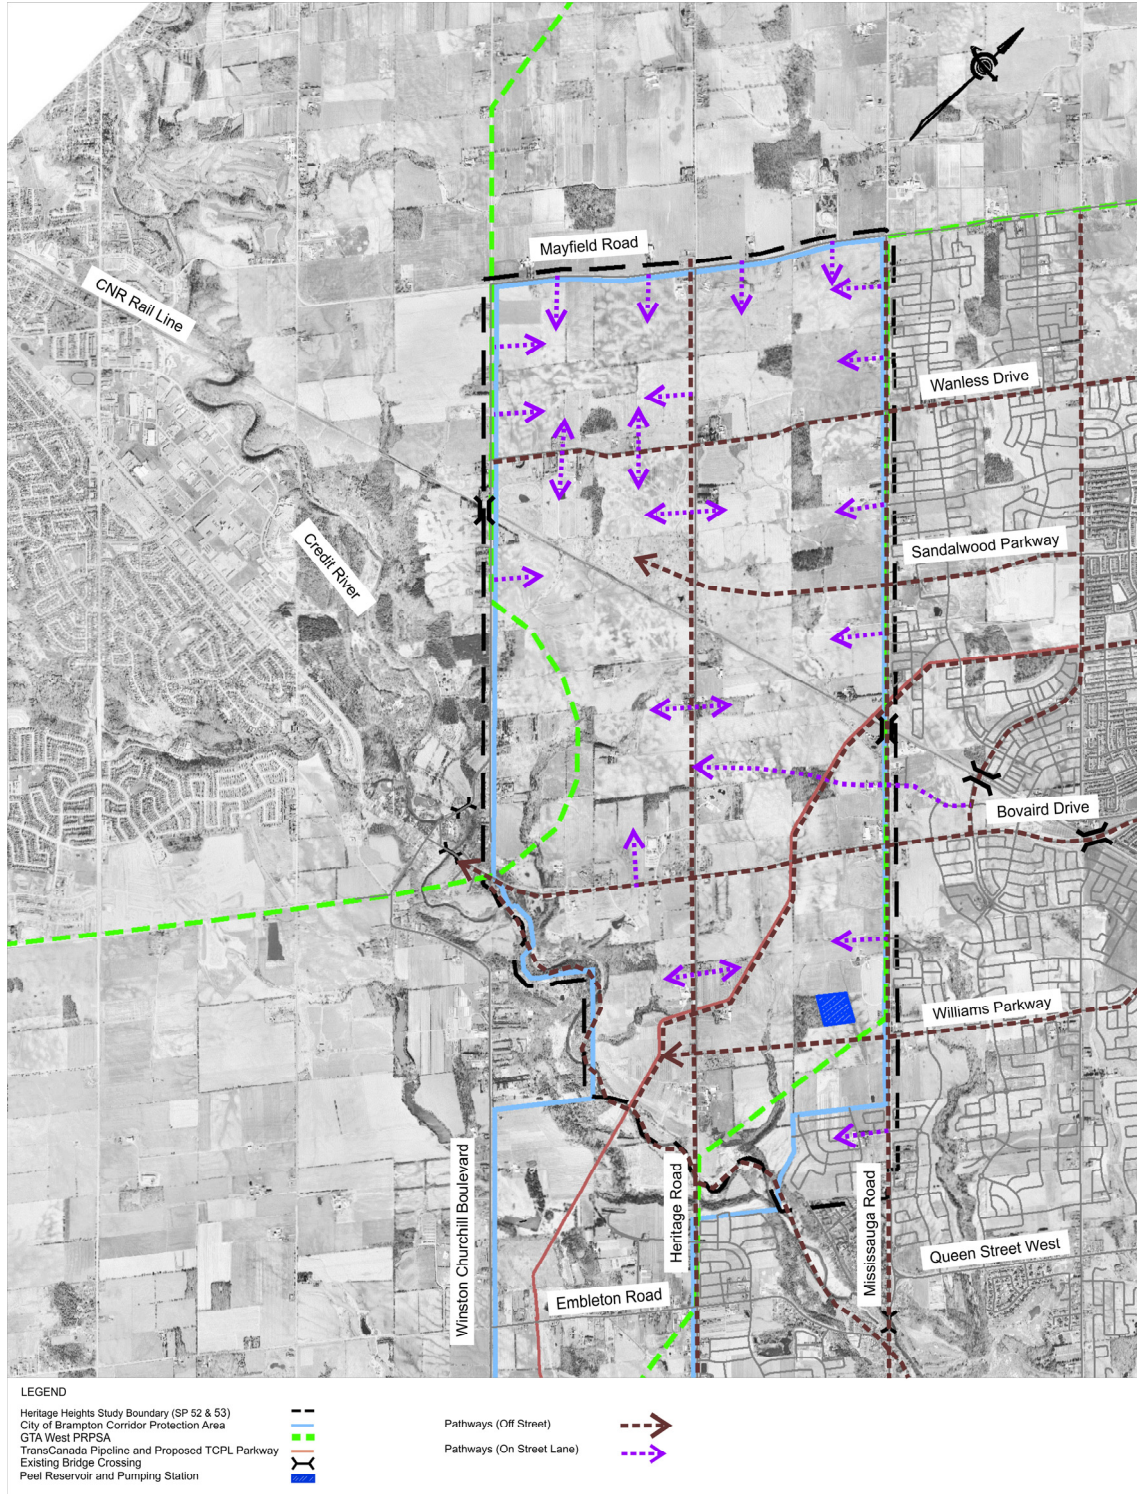 Mayfield Road
CNR Rail Line
Wanless Drive
Credit River
Sandalwood Parkway
Bovaird Drive
Williams Parkway
Winston Churchill Boulevard
Heritage Road
Mississauga Road
Queen Street West
Embleton Road
LEGEND
Heritage Heights Study Boundary (SP 52 & 53)
City of Brampton Corridor Protection Area
GTA West PRPSA
TransCanada Pipeline and Proposed TCPL Parkway
Existing Bridge Crossing
Peel Reservoir and Pumping Station
Pathways (Off Street)
Pathways (On Street Lane)